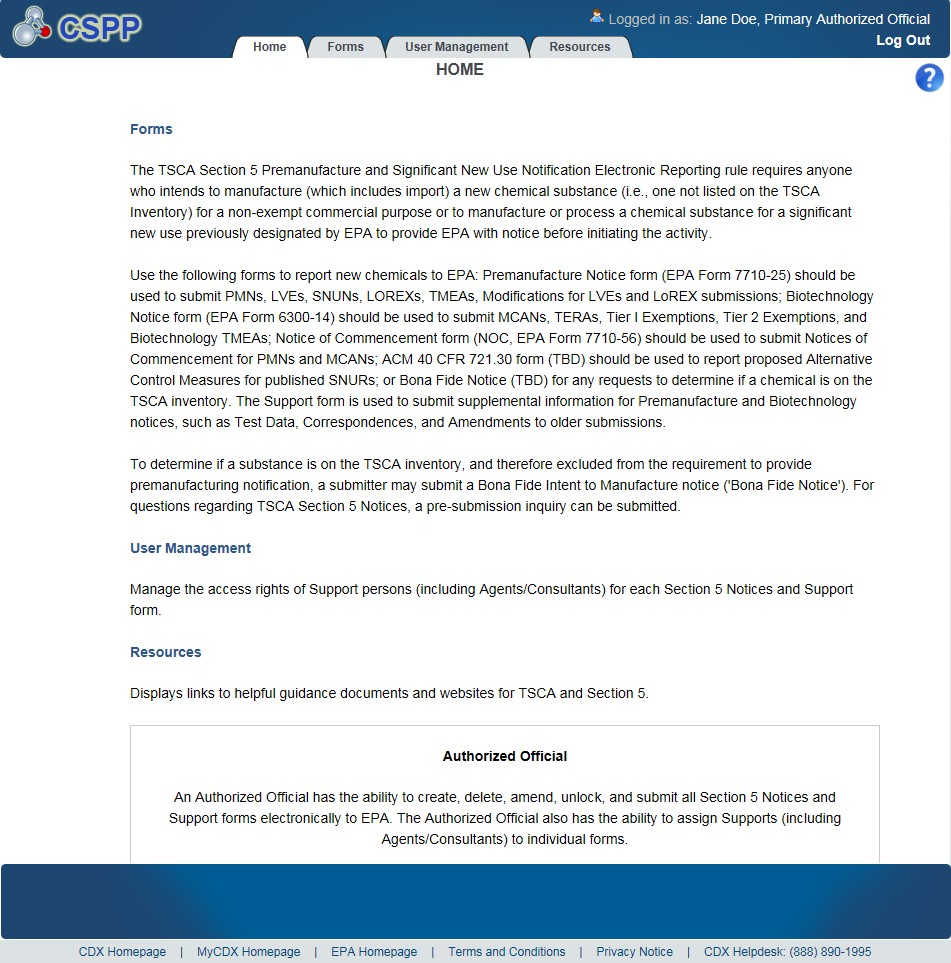 CSPP
Logged in as: Jane Doe, Primary Authorized Official
Log Out
Home Forms User Management Resources
HOME
?
Forms
The TSCA Section 5 Premanufacture and Significant New Use Notification Electronic Reporting rule requires anyone
who intends to manufacture (which includes import) a new chemical substance (i.e., one not listed on the TSCA
Inventory) for a non-exempt commercial purpose or to manufacture or process a chemical substance for a significant
new use previously designated by EPA to provide EPA with notice before initiating the activity.
Use the following forms to report new chemicals to EPA: Premanufacture Notice form (EPA Form 7710-25) should be
used to submit PMNs, LVEs, SNUNs, LOREXs, TMEAs, Modifications for LVEs and LoREX submissions; Biotechnology
Notice form (EPA Form 6300-14) should be used to submit MCANs, TERAs, Tier I Exemptions, Tier 2 Exemptions, and
Biotechnology TMEAs; Notice of Commencement form (NOC, EPA Form 7710-56) should be used to submit Notices of
Commencement for PMNs and MCANs; ACM 40 CFR 721.30 form (TBD) should be used to report proposed Alternative
Control Measures for published SNURs; or Bona Fide Notice (TBD) for any requests to determine if a chemical is on the
TSCA inventory. The Support form is used to submit supplemental information for Premanufacture and Biotechnology
notices, such as Test Data, Correspondences, and Amendments to older submissions.
To determine if a substance is on the TSCA inventory, and therefore excluded from the requirement to provide
premanufacturing notification, a submitter may submit a Bona Fide Intent to Manufacture notice ('Bona Fide Notice'). For
questions regarding TSCA Section 5 Notices, a pre-submission inquiry can be submitted.
User Management
Manage the access rights of Support persons (including Agents/Consultants) for each Section 5 Notices and Support
form.
Resources
Displays links to helpful guidance documents and websites for TSCA and Section 5.
Authorized Official
An Authorized Official has the ability to create, delete, amend, unlock, and submit all Section 5 Notices and
Support forms electronically to EPA. The Authorized Official also has the ability to assign Supports (including
Agents/Consultants) to individual forms.
CDX Homepage | MyCDX Homepage | EPA Homepage | Terms and Conditions | Privacy Notice | CDX Helpdesk: (888) 890-1995